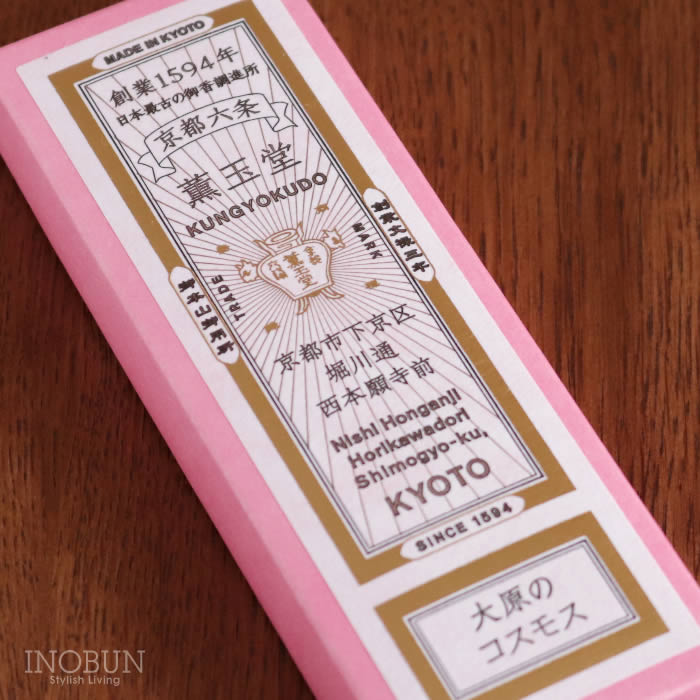 MADE IN KYOTO
創業1594年
日本最古の御香調進所
京都六条
薫玉堂
KUNGYOKUDO
TRADE
MARK
薫玉堂
京都市下京区
堀川通
西本願寺前
Nishi Honganji
Horikawadori
Shimogyo-ku,
KYOTO
SINCE 1594
大原の
コスモス
INOBUN
Stylish Living